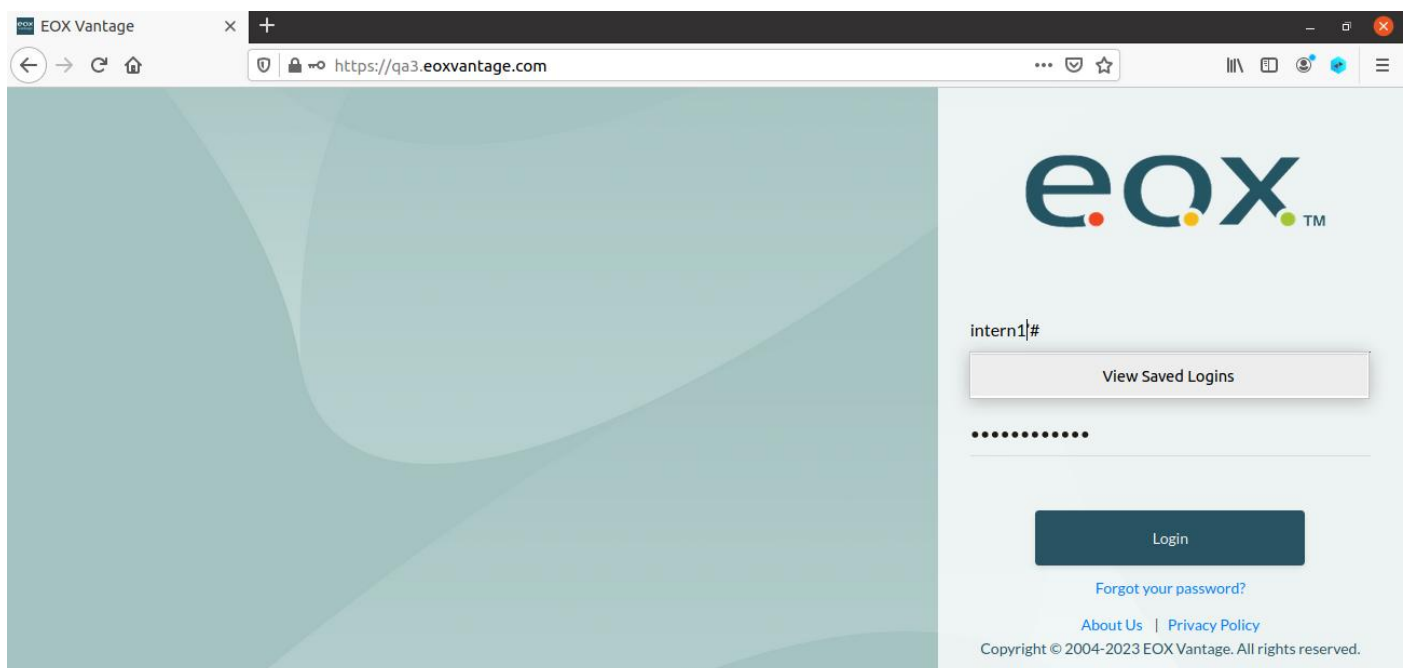 EOX Vantage
https://qa3.eoxvantage.com
eox TM
intern1'#
View Saved Logins
••••••••••••
Login
Forgot your password?
About Us | Privacy Policy
Copyright © 2004-2023 EOX Vantage. All rights reserved.